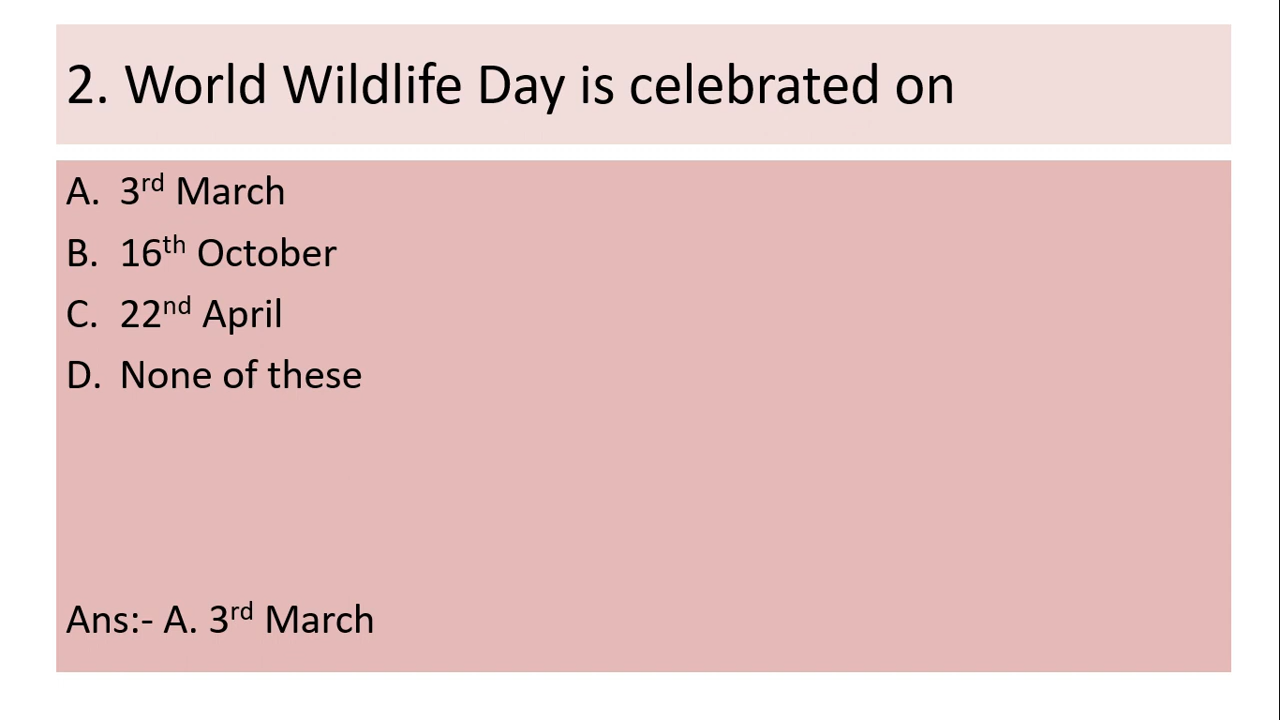 2. World Wildlife Day is celebrated on
A. 3rd March
B. 16th October
C. 22nd April
D. None of these
Ans:- A. 3rd March